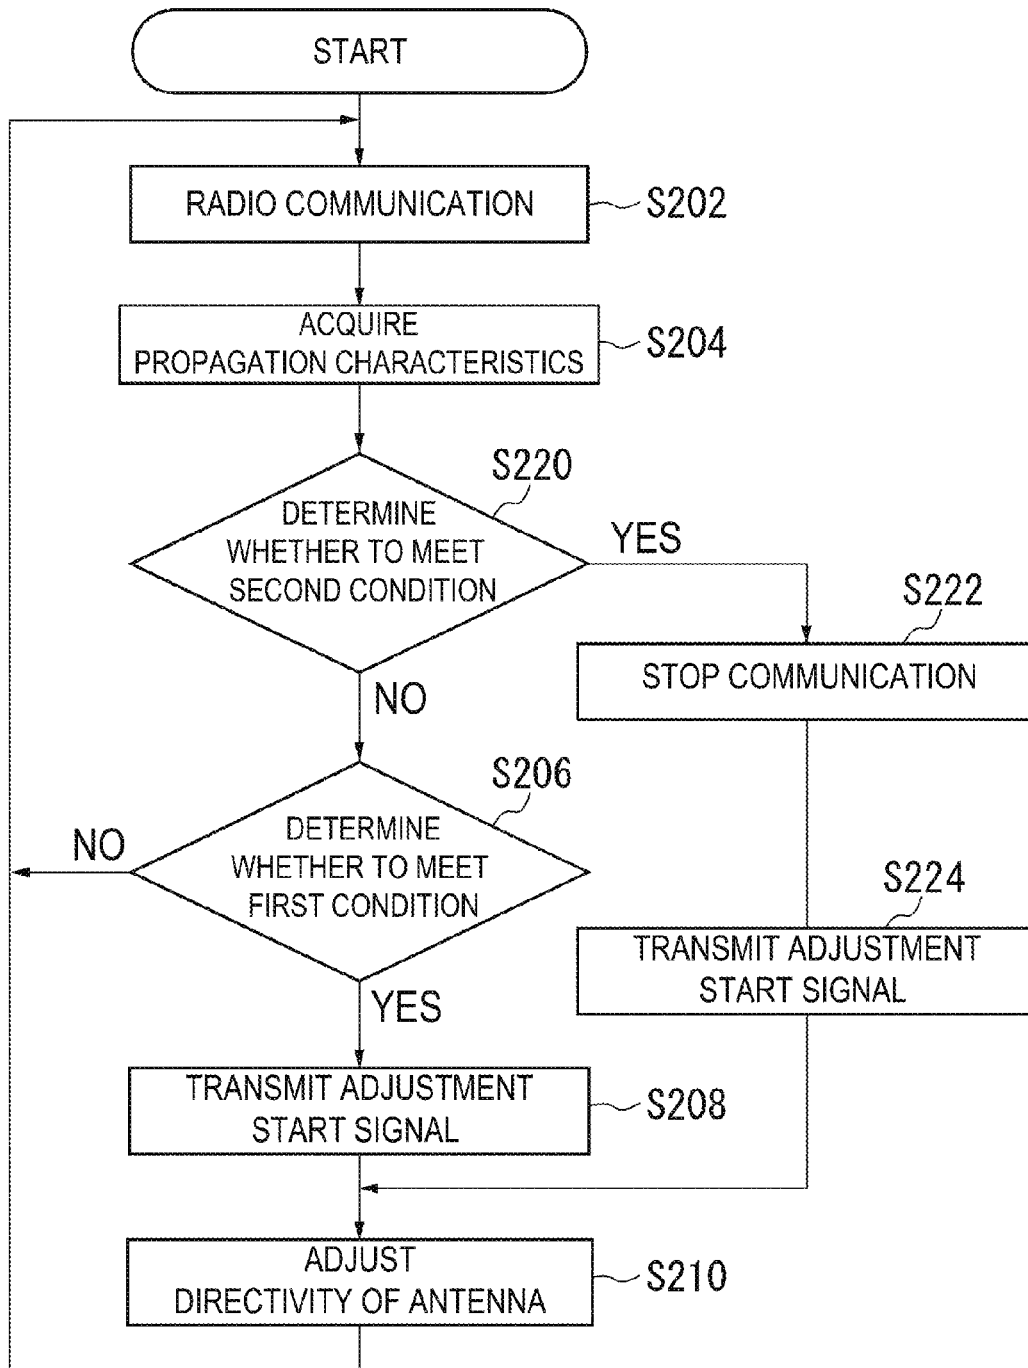 START
RADIO COMMUNICATION
S202
ACQUIRE
PROPAGATION CHARACTERISTICS
S204
S220
DETERMINE
WHETHER TO MEET
SECOND CONDITION
YES
NO
S222
STOP COMMUNICATION
S206
DETERMINE
WHETHER TO MEET
FIRST CONDITION
NO
YES
S224
TRANSMIT ADJUSTMENT
START SIGNAL
TRANSMIT ADJUSTMENT
START SIGNAL
S208
ADJUST
DIRECTIVITY OF ANTENNA
S210